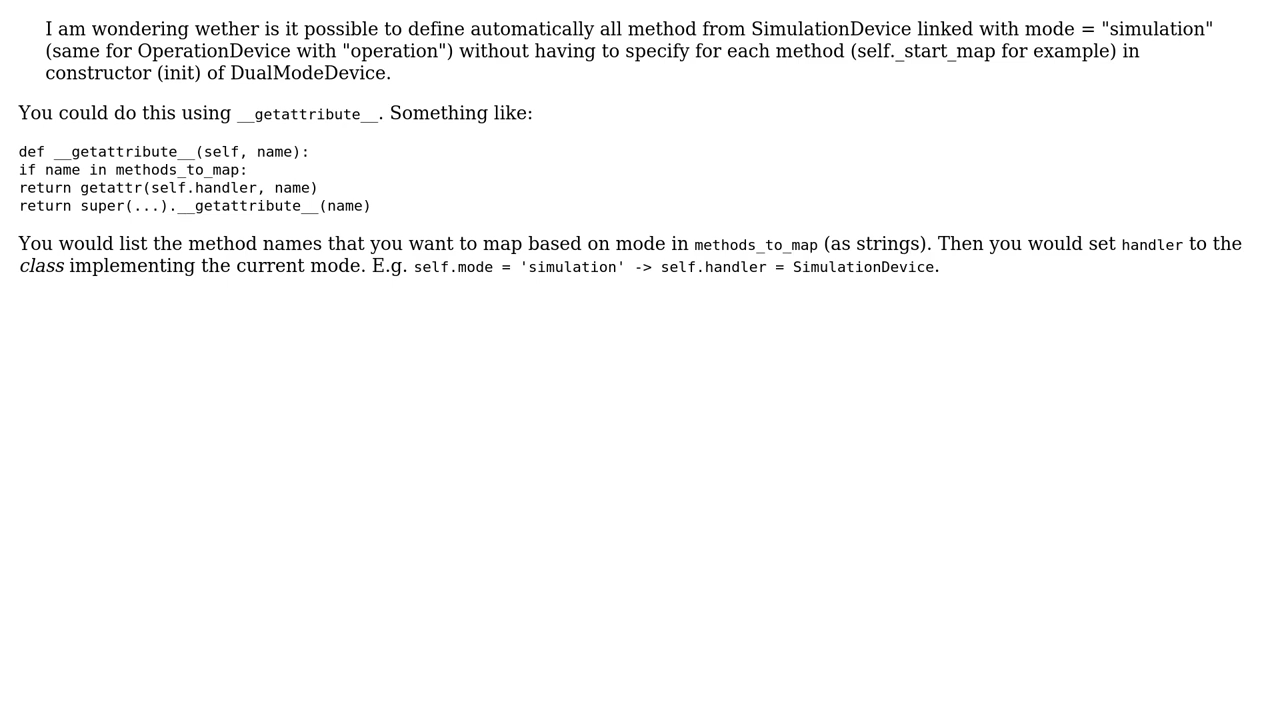 I am wondering wether is it possible to define automatically all method from SimulationDevice linked with mode = "simulation"
(same for OperationDevice with "operation") without having to specify for each method (self._start_map for example) in
constructor (init) of DualModeDevice.
You could do this using __getattribute__. Something like:
def __getattribute__(self, name):
if name in methods_to_map:
return getattr(self.handler, name)
return super(...).__getattribute__(name)
You would list the method names that you want to map based on mode in methods_to_map (as strings). Then you would set handler to the
class implementing the current mode. E.g. self.mode = 'simulation' -> self.handler = SimulationDevice.